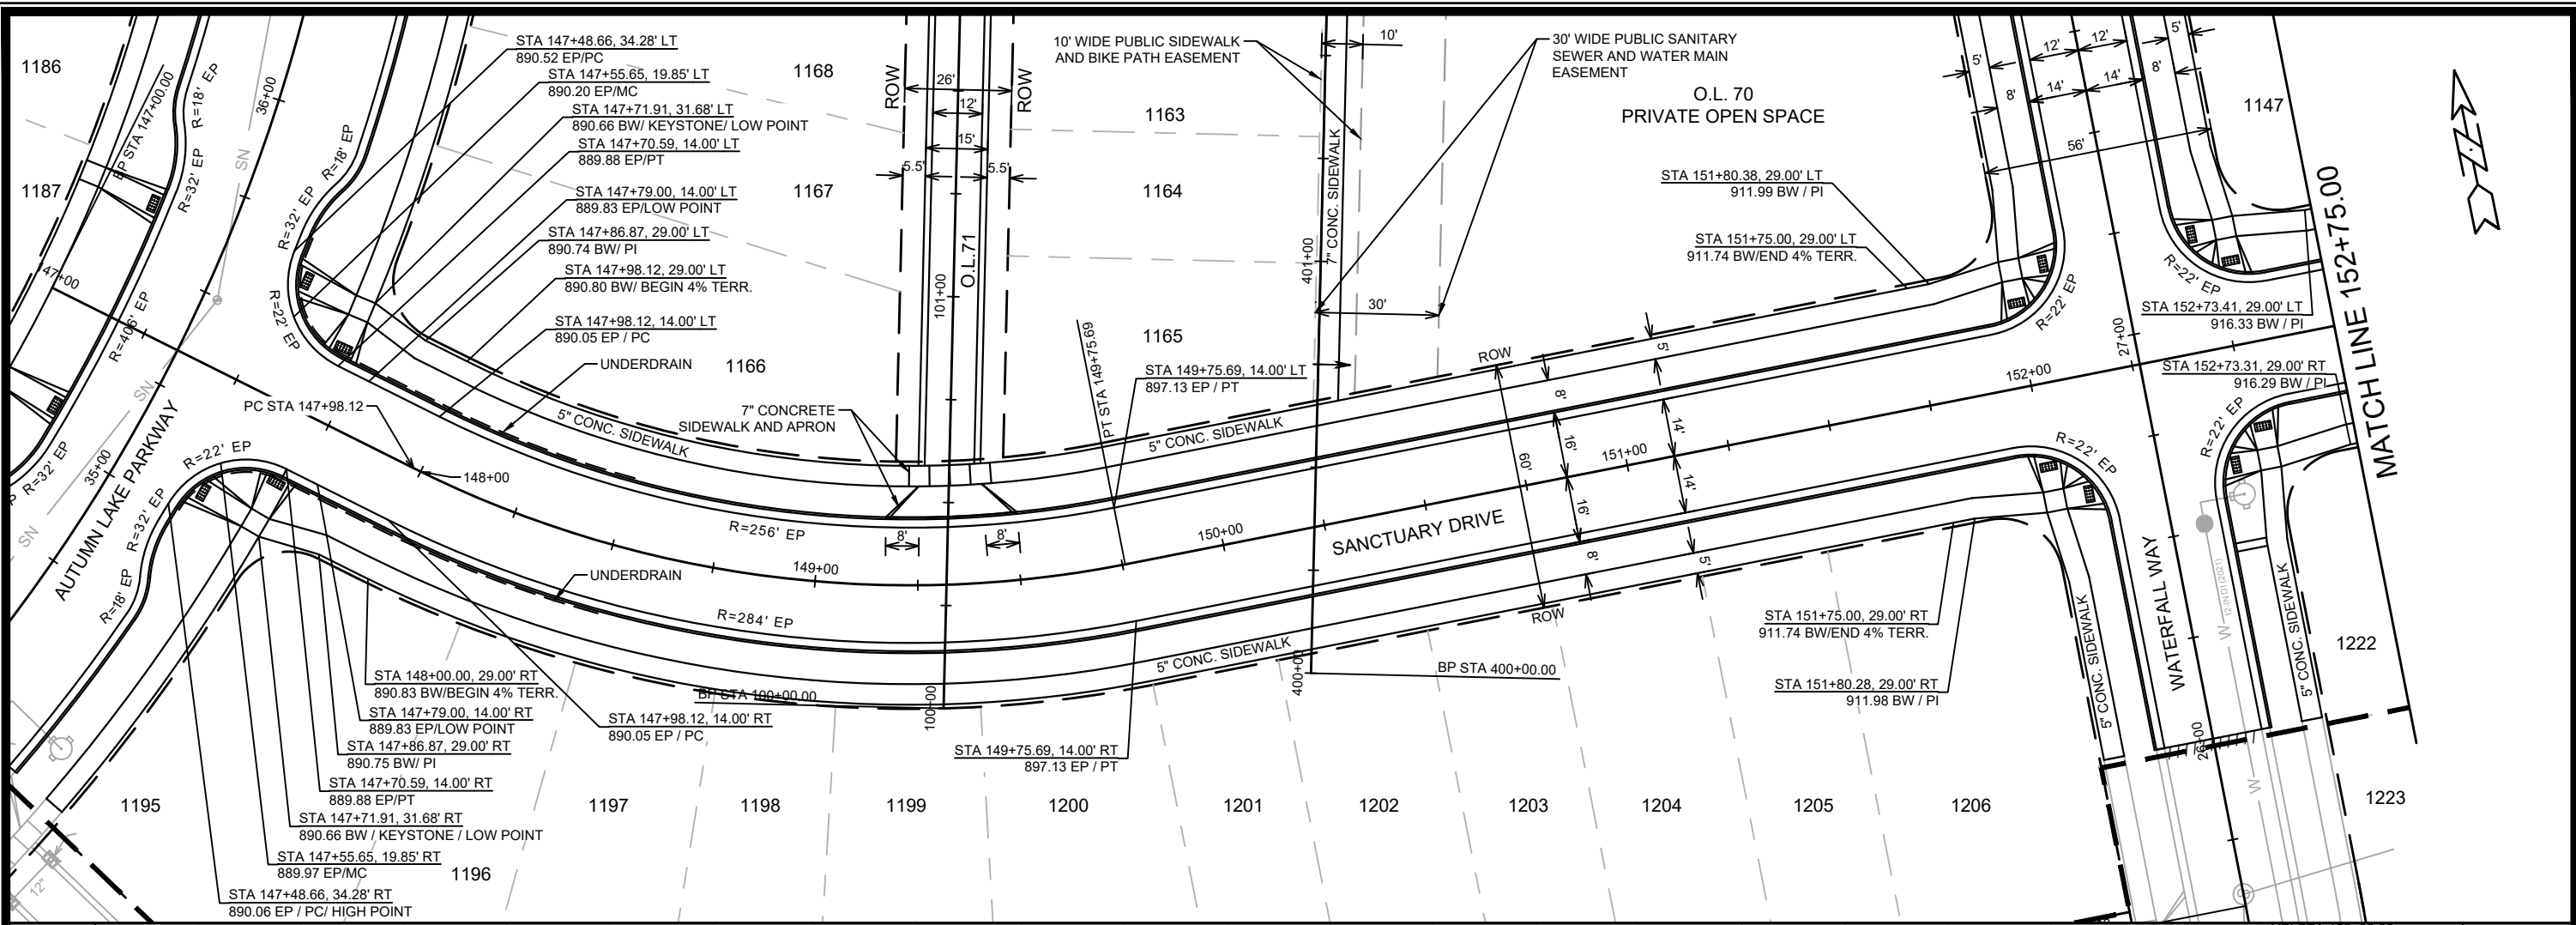 1186
1187
BP STA 147+00.00
R=18' EP
R=32' EP
36+00
SN
R=18' EP
R=32' EP
147+00
R=406' EP
R=22' EP
SN
AUTUMN LAKE PARKWAY
35+00
R=32' EP
SN
STA 147+48.66, 34.28' LT
890.52 EP/PC
STA 147+55.65, 19.85' LT
890.20 EP/MC
STA 147+71.91, 31.68' LT
890.66 BW/ KEYSTONE/ LOW POINT
STA 147+70.59, 14.00' LT
889.88 EP/PT
STA 147+79.00, 14.00' LT
889.83 EP/LOW POINT
STA 147+86.87, 29.00' LT
890.74 BW/ PI
STA 147+98.12, 29.00' LT
890.80 BW/ BEGIN 4% TERR.
STA 147+98.12, 14.00' LT
890.05 EP / PC
UNDERDRAIN
1168
1167
1166
PC STA 147+98.12
148+00
5" CONC. SIDEWALK
7" CONCRETE
SIDEWALK AND APRON
ROW
ROW
26'
12'
15'
5.5'
5.5'
O.L.71
101+00
1163
1164
1165
10' WIDE PUBLIC SIDEWALK
AND BIKE PATH EASEMENT
10'
30' WIDE PUBLIC SANITARY
SEWER AND WATER MAIN
EASEMENT
7" CONC. SIDEWALK
401+00
30'
O.L. 70
PRIVATE OPEN SPACE
PT STA 149+75.69
STA 149+75.69, 14.00' LT
897.13 EP / PT
5" CONC. SIDEWALK
STA 151+80.38, 29.00' LT
911.99 BW / PI
STA 151+75.00, 29.00' LT
911.74 BW/END 4% TERR.
5'
12'
12'
5'
8'
14'
14'
8'
56'
1147
R=22' EP
R=22' EP
STA 152+73.41, 29.00' LT
916.33 BW / PI
27+00
STA 152+73.31, 29.00' RT
916.29 BW / PI
MATCH LINE 152+75.00
ROW
5'
8'
16'
14'
60'
151+00
16'
14'
8'
5'
ROW
152+00
R=22' EP
R=22' EP
R=22' EP
R=32' EP
R=18' EP
R=256' EP
8'
8'
149+00
150+00
SANCTUARY DRIVE
UNDERDRAIN
R=284' EP
5" CONC. SIDEWALK
BP STA 100+00.00
100+00
400+00
BP STA 400+00.00
STA 148+00.00, 29.00' RT
890.83 BW/BEGIN 4% TERR.
STA 147+79.00, 14.00' RT
889.83 EP/LOW POINT
STA 147+86.87, 29.00' RT
890.75 BW/ PI
STA 147+70.59, 14.00' RT
889.88 EP/PT
STA 147+71.91, 31.68' RT
890.66 BW / KEYSTONE / LOW POINT
STA 147+55.65, 19.85' RT
889.97 EP/MC
STA 147+48.66, 34.28' RT
890.06 EP / PC/ HIGH POINT
STA 147+98.12, 14.00' RT
890.05 EP / PC
STA 149+75.69, 14.00' RT
897.13 EP / PT
STA 151+75.00, 29.00' RT
911.74 BW/END 4% TERR.
STA 151+80.28, 29.00' RT
911.98 BW / PI
5" CONC. SIDEWALK
WATERFALL WAY
W
5" CONC. SIDEWALK
26+00
W
S
1222
1223
12"
1195
1196
1197
1198
1199
1200
1201
1202
1203
1204
1205
1206